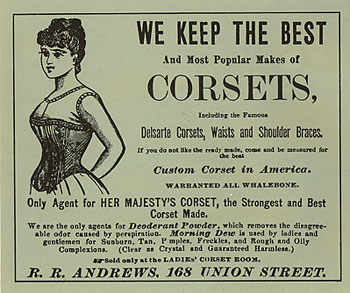 WE KEEP THE BEST
And Most Popular Makes of
CORSETS,
Including the Famous
Delsarte Corsets, Waists and Shoulder Braces.
If you do not like the ready made, come and be measured for
the best
Custom Corset in America.
WARRANTED ALL WHALEBONE.
Only Agent for HER MAJESTY'S CORSET, the Strongest and Best
Corset Made.
We are the only agents for Deoderant Powder, which removes the disagree-
able odor caused by perspiration. Morning Dew is used by ladies and
gentlemen for Sunburn, Tan, Pimples, Freckles, and Rough and Oily
Complexions. (Clear as Crystal and Guaranteed Harmless.)
☞Sold only at the LADIES' CORSET ROOM.
R. R. ANDREWS, 168 UNION STREET.